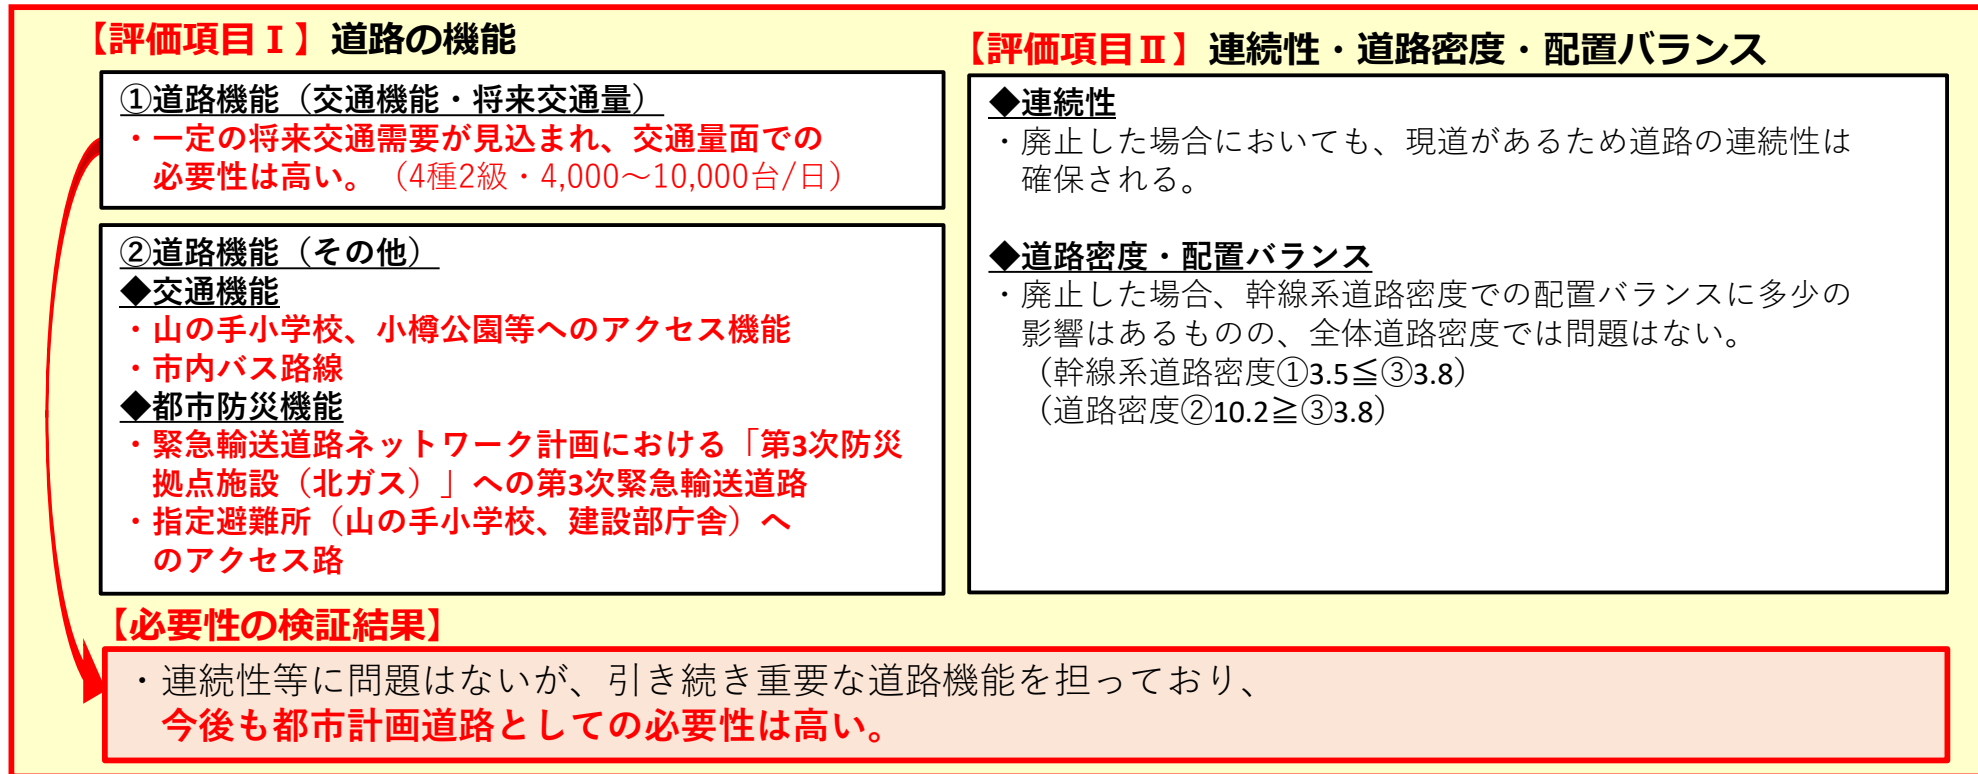 【評価項目Ⅰ】道路の機能
①道路機能（交通機能・将来交通量）
・一定の将来交通需要が見込まれ、交通量面での
必要性は高い。（4種2級・4,000～10,000台/日）
②道路機能（その他）
◆交通機能
・山の手小学校、小樽公園等へのアクセス機能
・市内バス路線
◆都市防災機能
・緊急輸送道路ネットワーク計画における「第3次防災
拠点施設（北ガス）」への第3次緊急輸送道路
・指定避難所（山の手小学校、建設部庁舎）へ
のアクセス路
【評価項目Ⅱ】連続性・道路密度・配置バランス
◆連続性
・廃止した場合においても、現道があるため道路の連続性は
確保される。
◆道路密度・配置バランス
・廃止した場合、幹線系道路密度での配置バランスに多少の
影響はあるものの、全体道路密度では問題はない。
（幹線系道路密度①3.5≦③3.8）
（道路密度②10.2≧③3.8）
【必要性の検証結果】
・連続性等に問題はないが、引き続き重要な道路機能を担っており、
今後も都市計画道路としての必要性は高い。